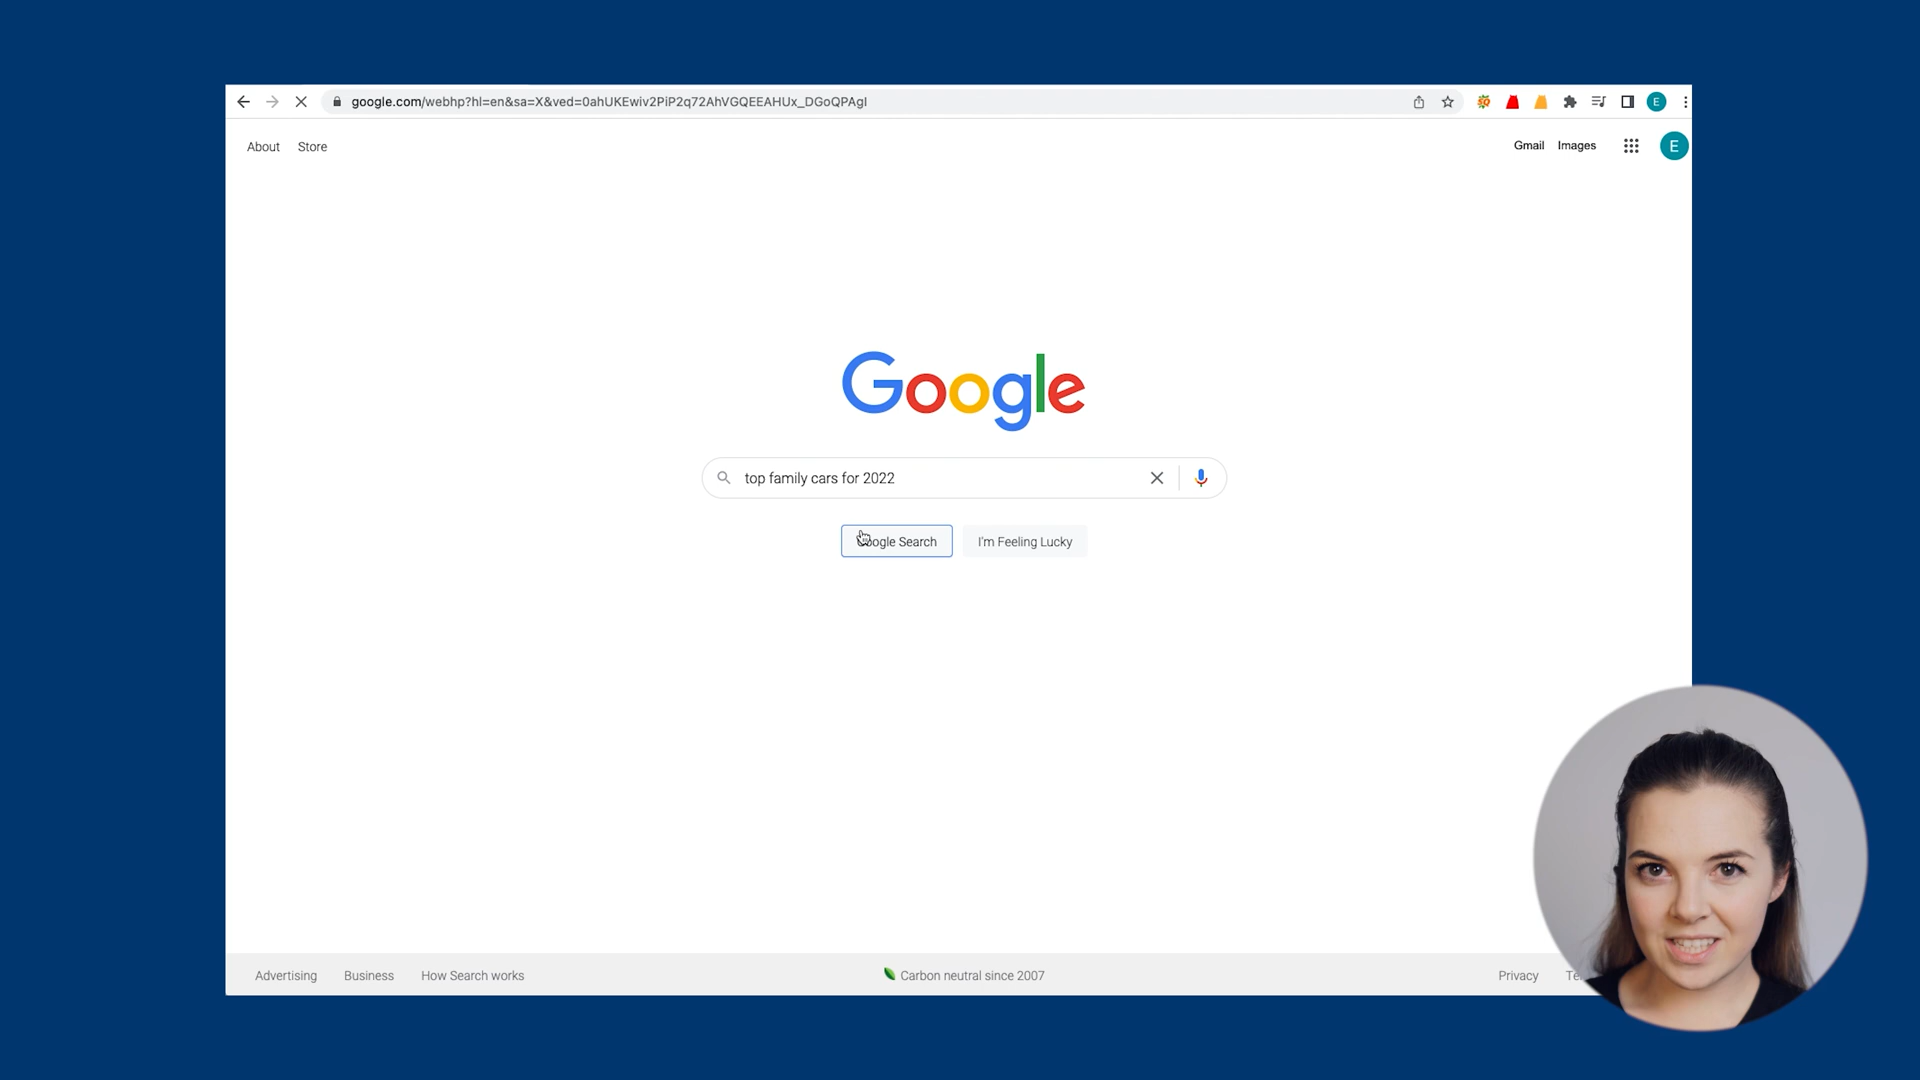 google.com/webhp?hl=en&sa=X&ved=0ahUKEwiv2PiP2q72AhVGQEEAHUx_DGoQPAgI
E
About Store Gmail Images E
Google
top family cars for 2022
Google Search I'm Feeling Lucky
Advertising Business How Search works Carbon neutral since 2007 Privacy